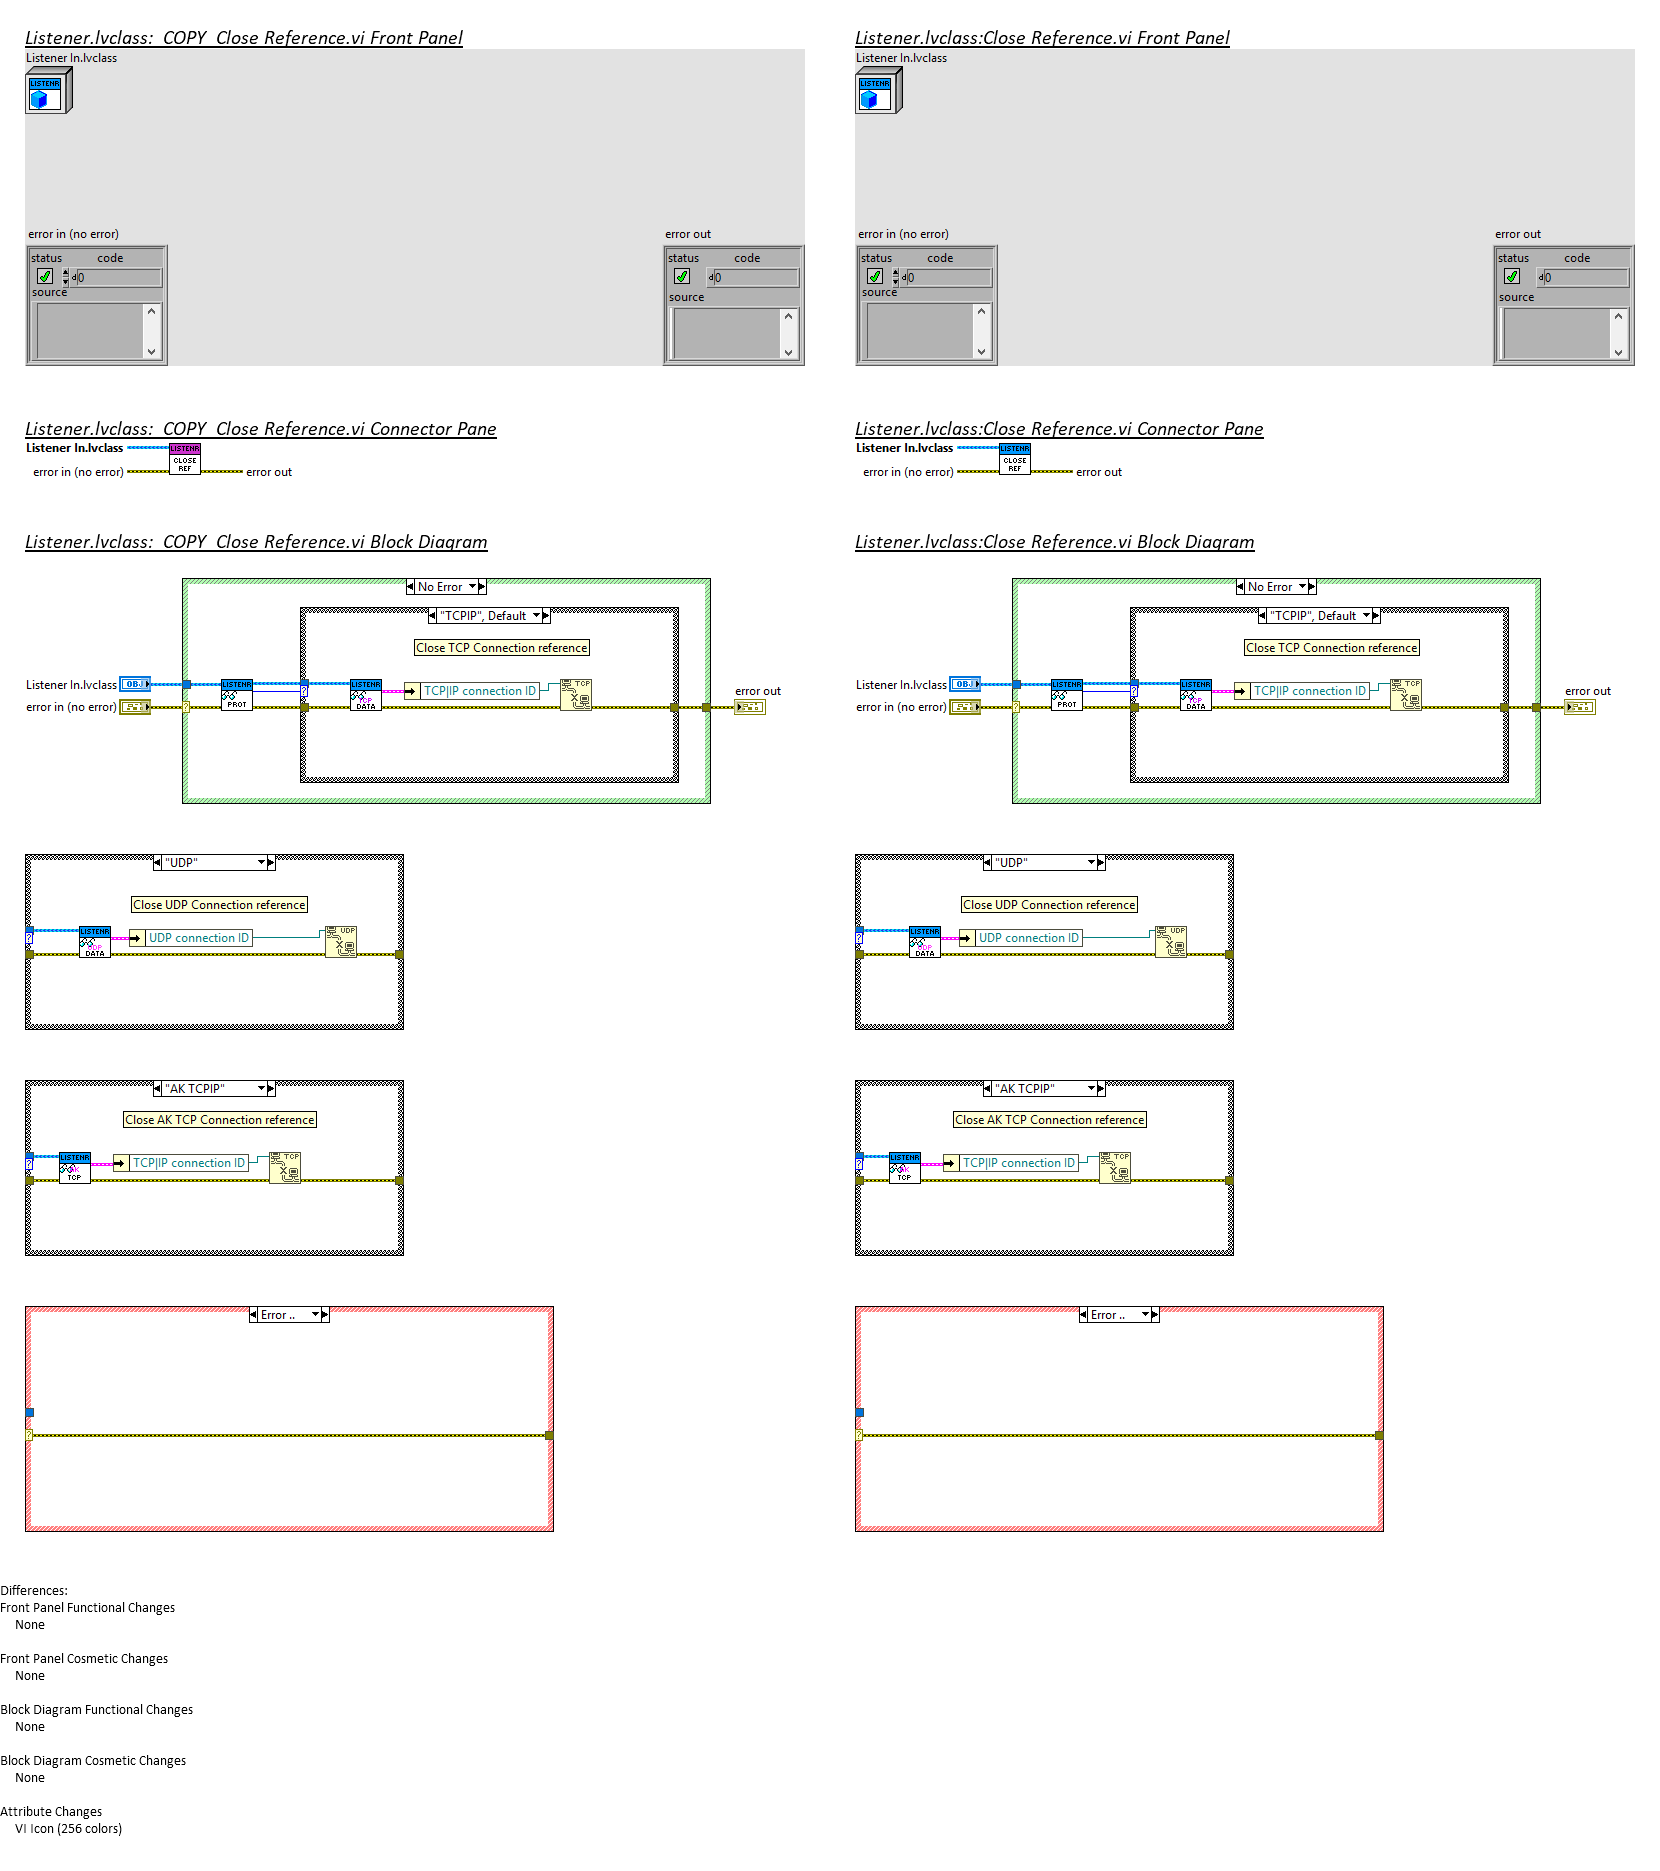 Listener.lvclass:_COPY_Close Reference.vi Front Panel
Listener In.lvclass
LISTENR
error in (no error)
error out
status code
0
source
status code
0
source
Listener.lvclass:Close Reference.vi Front Panel
Listener In.lvclass
LISTENR
error in (no error)
error out
status code
0
source
status code
0
source
Listener.lvclass:_COPY_Close Reference.vi Connector Pane
Listener In.lvclass
LISTENR
CLOSE
REF
error in (no error)
error out
Listener.lvclass:Close Reference.vi Connector Pane
Listener In.lvclass
LISTENR
CLOSE
REF
error in (no error)
error out
Listener.lvclass:_COPY_Close Reference.vi Block Diagram
No Error
"TCPIP", Default
Close TCP Connection reference
Listener In.lvclass
OBJ
LISTENR
PROT
LISTENR
TCP
DATA
TCP|IP connection ID
TCP
error in (no error)
error out
"UDP"
Close UDP Connection reference
LISTENR
UDP
DATA
UDP connection ID
UDP
"AK TCPIP"
Close AK TCP Connection reference
LISTENR
AK
TCP
TCP|IP connection ID
TCP
Error ..
Listener.lvclass:Close Reference.vi Block Diagram
No Error
"TCPIP", Default
Close TCP Connection reference
Listener In.lvclass
OBJ
LISTENR
PROT
LISTENR
TCP
DATA
TCP|IP connection ID
TCP
error in (no error)
error out
"UDP"
Close UDP Connection reference
LISTENR
UDP
DATA
UDP connection ID
UDP
"AK TCPIP"
Close AK TCP Connection reference
LISTENR
AK
TCP
TCP|IP connection ID
TCP
Error ..
Differences:
Front Panel Functional Changes
None
Front Panel Cosmetic Changes
None
Block Diagram Functional Changes
None
Block Diagram Cosmetic Changes
None
Attribute Changes
VI Icon (256 colors)